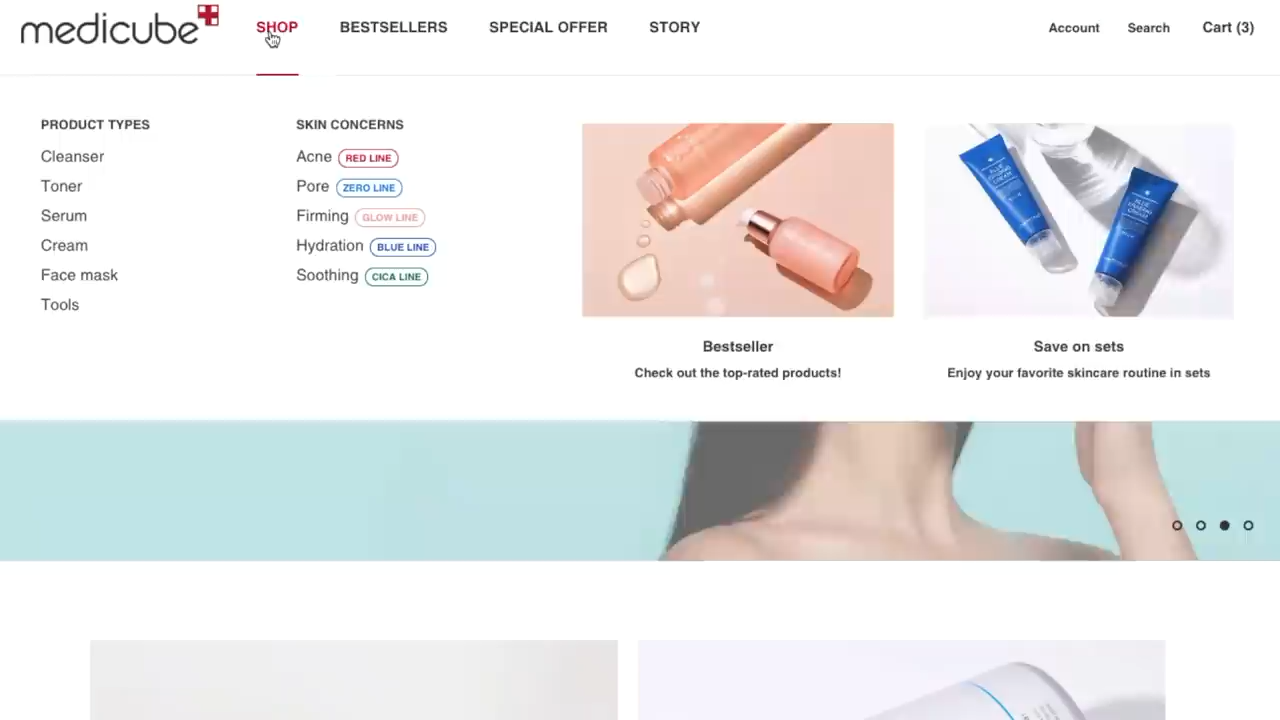 medicube
SHOP
BESTSELLERS
SPECIAL OFFER
STORY
Account
Search
Cart (3)
PRODUCT TYPES
Cleanser
Toner
Serum
Cream
Face mask
Tools
SKIN CONCERNS
Acne RED LINE
Pore ZERO LINE
Firming GLOW LINE
Hydration BLUE LINE
Soothing CICA LINE
Bestseller
Check out the top-rated products!
Save on sets
Enjoy your favorite skincare routine in sets